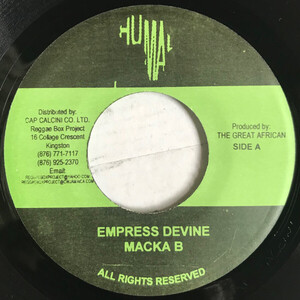 HUMAL
Distributed by:
CAP CALCINI CO. LTD.
Reggae Box Project
16 Collage Crescent
Kingston
(876) 771-7117
(876) 925-2370
Email:
Produced by:
THE GREAT AFRICAN
SIDE A
EMPRESS DEVINE
MACKA B
ALL RIGHTS RESERVED